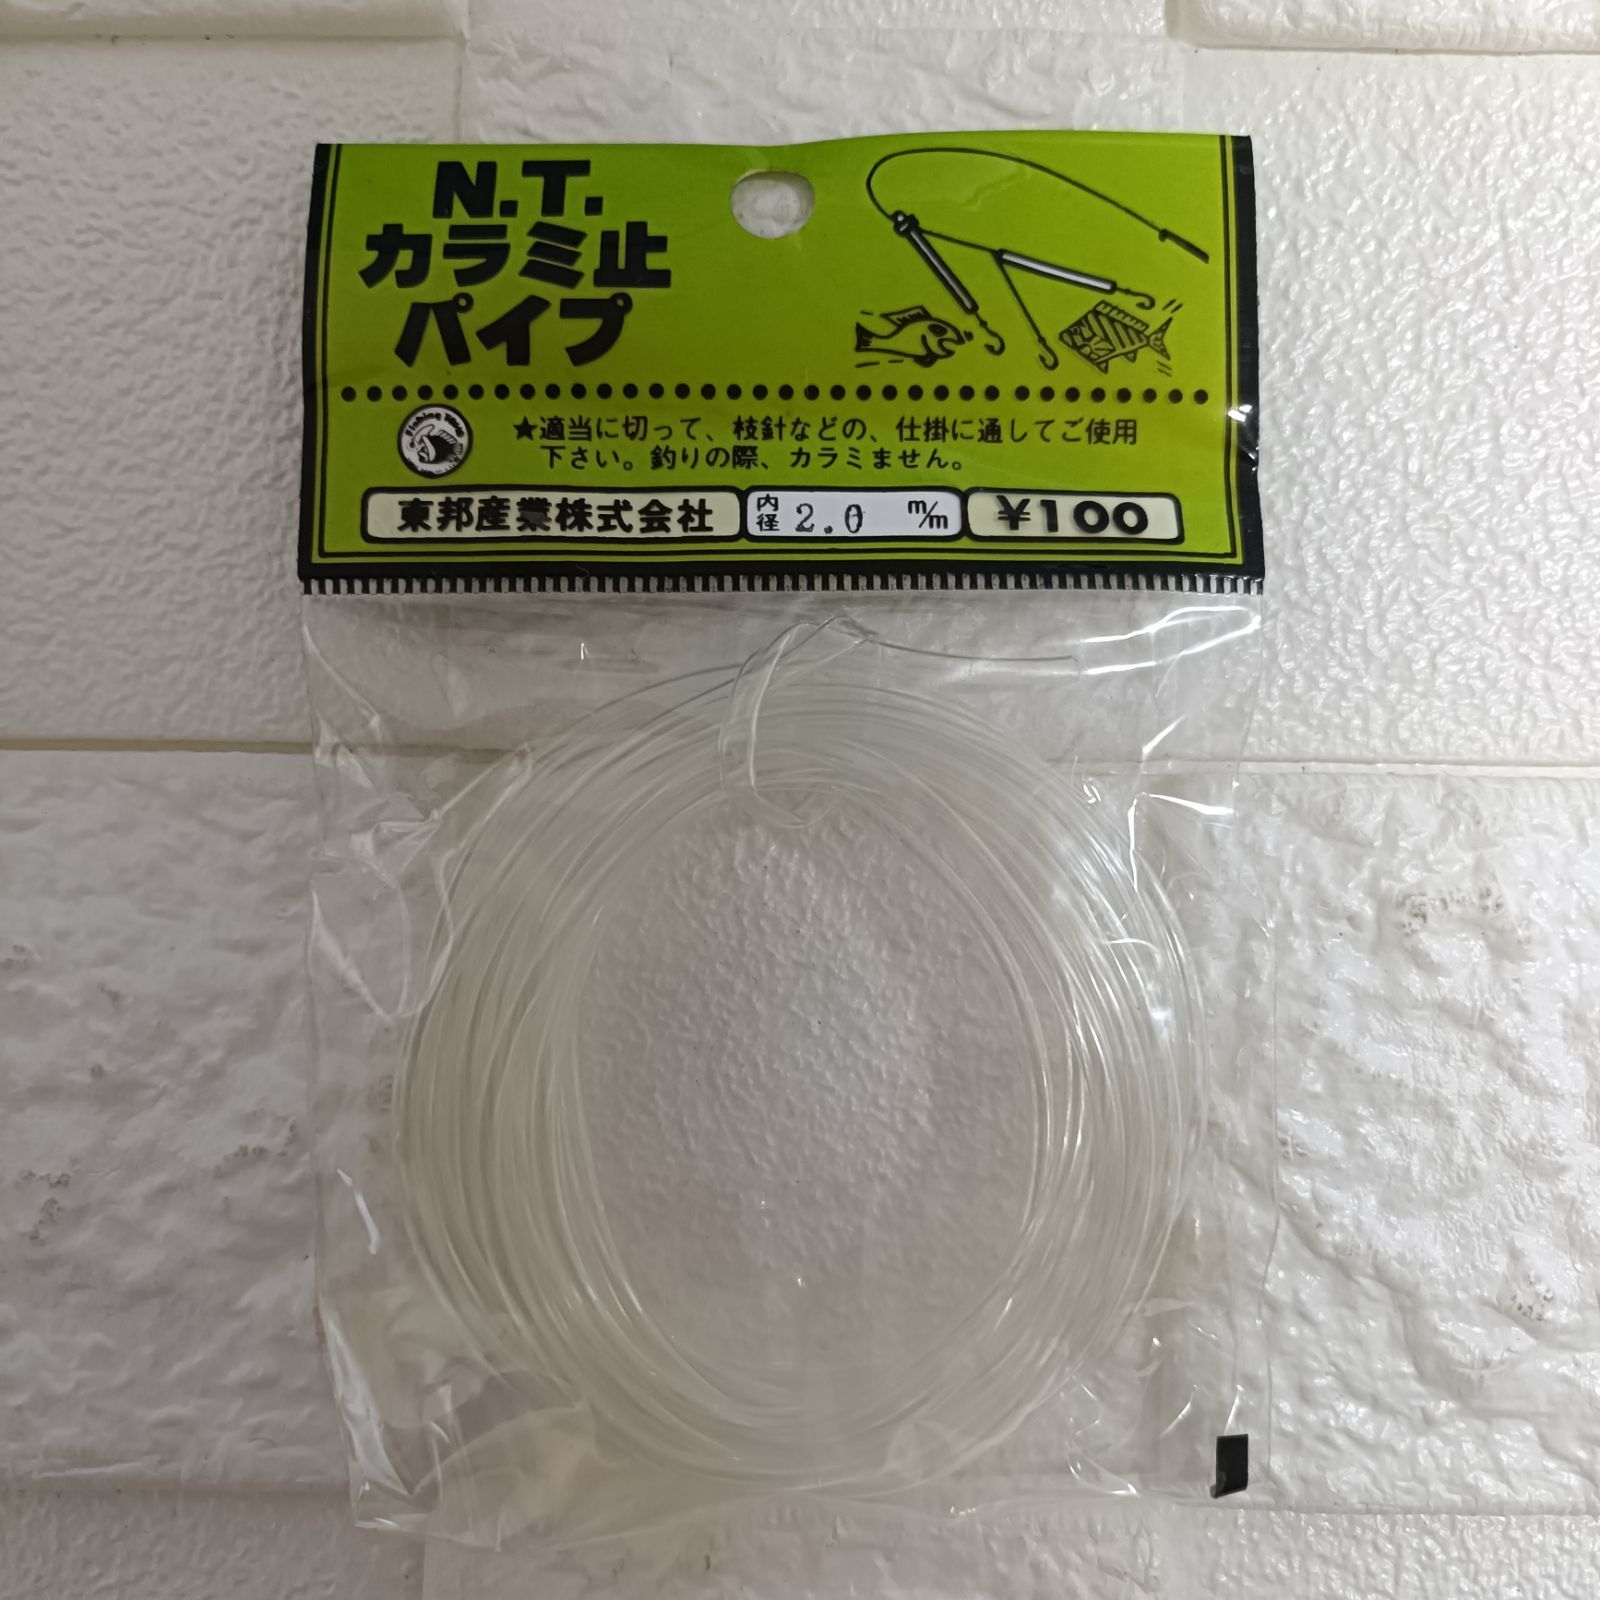 N.T.
カラミ止
パイプ
★適当に切って、枝針などの、仕掛に通してご使用
下さい。釣りの際、カラミません。
東邦産業株式会社
内径 2.0 m/m
¥100